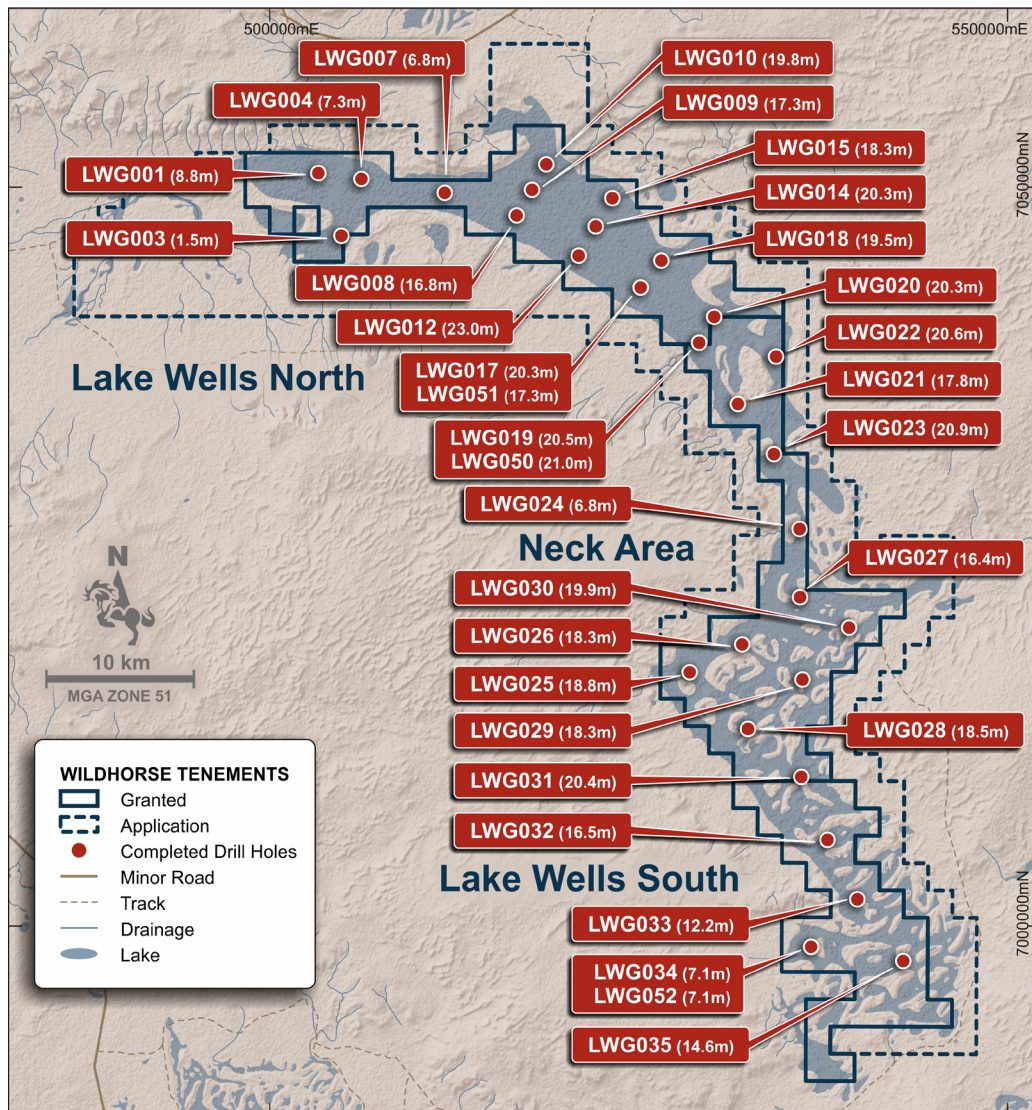 500000mE
550000mE
LWG007 (6.8m)
LWG010 (19.8m)
LWG004 (7.3m)
LWG009 (17.3m)
LWG015 (18.3m)
LWG001 (8.8m)
LWG014 (20.3m)
7050000mN
LWG003 (1.5m)
LWG018 (19.5m)
LWG008 (16.8m)
LWG020 (20.3m)
LWG012 (23.0m)
LWG022 (20.6m)
Lake Wells North
LWG017 (20.3m)
LWG051 (17.3m)
LWG021 (17.8m)
LWG023 (20.9m)
LWG019 (20.5m)
LWG050 (21.0m)
LWG024 (6.8m)
Neck Area
LWG027 (16.4m)
N
LWG030 (19.9m)
LWG026 (18.3m)
10 km
MGA ZONE 51
LWG025 (18.8m)
LWG029 (18.3m)
LWG028 (18.5m)
LWG031 (20.4m)
LWG032 (16.5m)
Lake Wells South
WILDHORSE TENEMENTS
Granted
Application
Completed Drill Holes
Minor Road
Track
Drainage
Lake
LWG033 (12.2m)
7000000mN
LWG034 (7.1m)
LWG052 (7.1m)
LWG035 (14.6m)